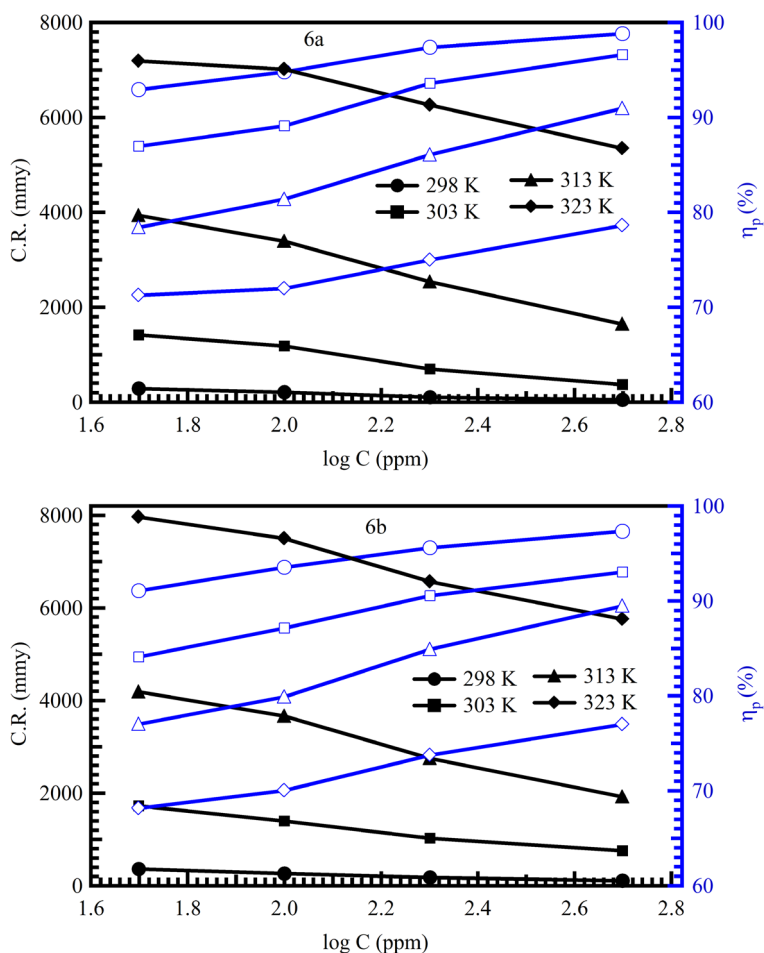 6a
8000
6000
4000
2000
0
C.R. (mmy)
100
90
80
70
60
ηp (%)
298 K
303 K
313 K
323 K
1.6 1.8 2.0 2.2 2.4 2.6 2.8
log C (ppm)
6b
8000
6000
4000
2000
0
C.R. (mmy)
100
90
80
70
60
ηp (%)
298 K
303 K
313 K
323 K
1.6 1.8 2.0 2.2 2.4 2.6 2.8
log C (ppm)